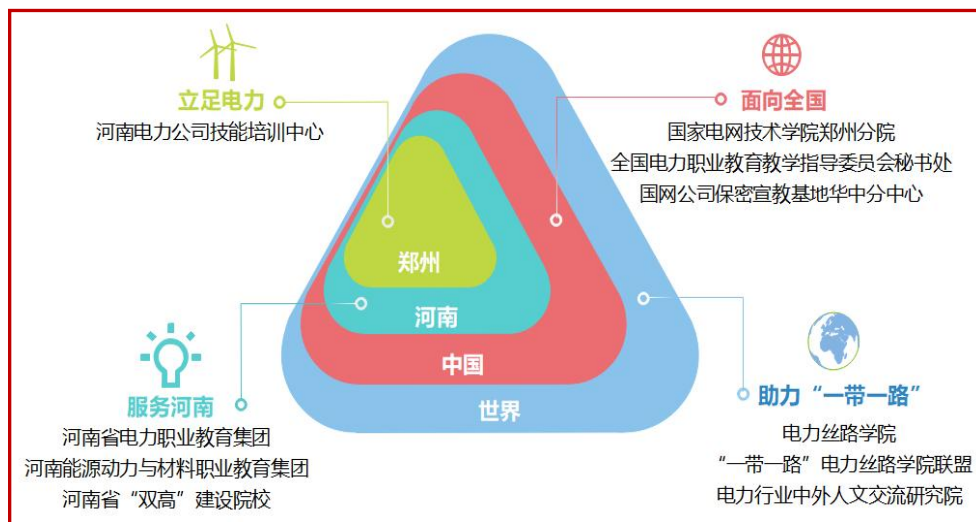 立足电力
河南电力公司技能培训中心
面向全国
国家电网技术学院郑州分院
全国电力职业教育教学指导委员会秘书处
国网公司保密宣教基地华中分中心
郑州
河南
中国
世界
服务河南
河南省电力职业教育集团
河南能源动力与材料职业教育集团
河南省“双高”建设院校
助力“一带一路”
电力丝路学院
“一带一路”电力丝路学院联盟
电力行业中外人文交流研究院